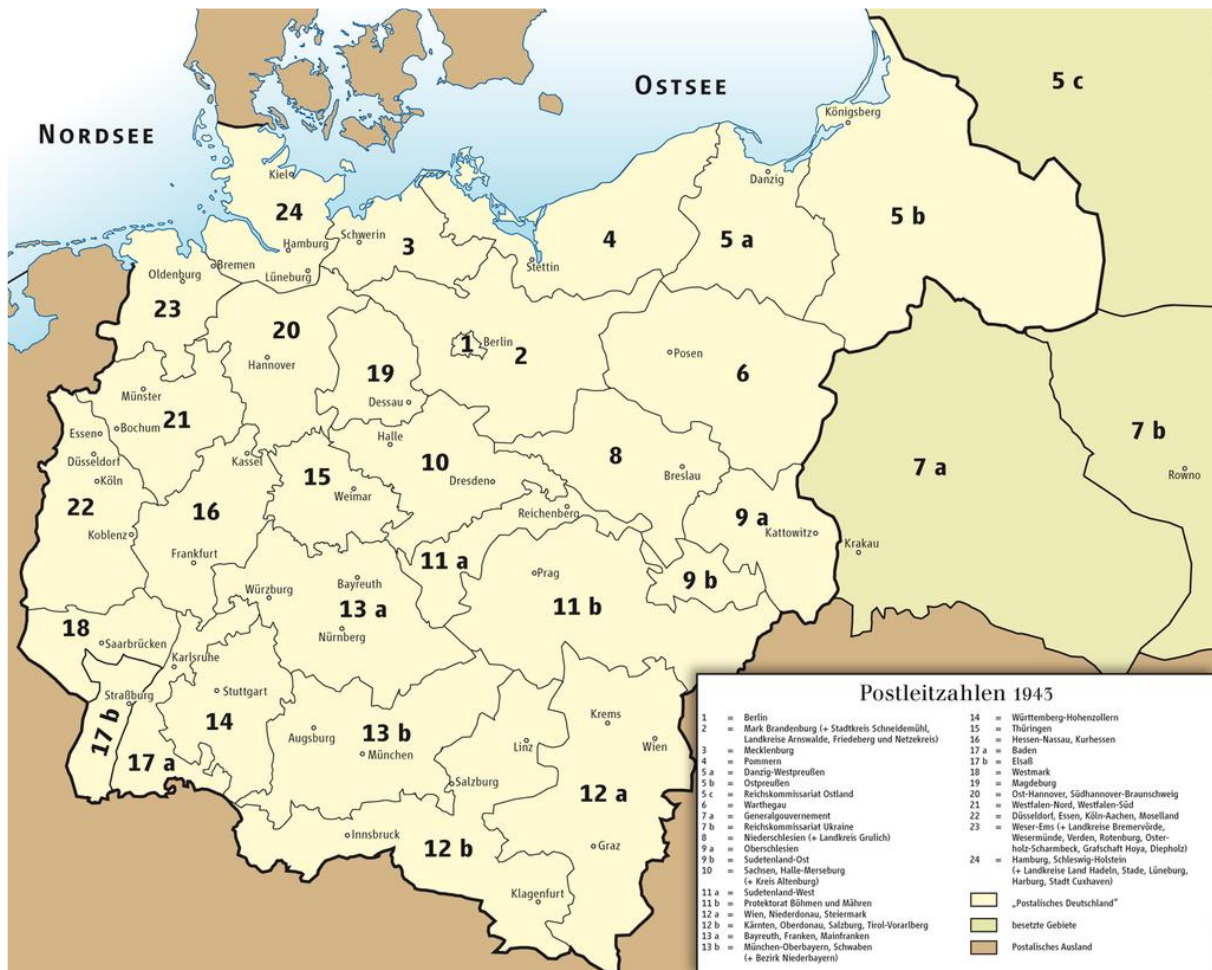 OSTSEE
NORDSEE
5 c
Königsberg
Kiel
Danzig
24
5 b
Schwerin
Hamburg
3
4
5 a
Bremen
Stettin
Oldenburg
Lüneburg
23
20
1
Berlin
2
Hannover
Posen
19
6
Münster
Dessau
21
Essen
Bochum
Halle
7 b
Düsseldorf
Kassel
10
8
7 a
Rowno
Köln
15
Breslau
22
Weimar
Dresden
16
Reichenberg
9 a
Koblenz
Kattowitz
Krakau
Frankfurt
11 a
Prag
9 b
Bayreuth
Würzburg
13 a
11 b
18
Nürnberg
Saarbrücken
Karlsruhe
Straßburg
Stuttgart
17 b
14
Augsburg
13 b
Krems
Linz
Wien
München
17 a
Salzburg
12 a
Innsbruck
12 b
Graz
Klagenfurt
Postleitzahlen 1943
1 = Berlin
2 = Mark Brandenburg (+ Stadtkreis Schneidemühl,
Landkreise Arnswalde, Friedeberg und Netzekreis)
3 = Mecklenburg
4 = Pommern
5 a = Danzig-Westpreußen
5 b = Ostpreußen
5 c = Reichskommissariat Ostland
6 = Warthegau
7 a = Generalgouvernement
7 b = Reichskommissariat Ukraine
8 = Niederschlesien (+ Landkreis Grulich)
9 a = Oberschlesien
9 b = Sudetenland-Ost
10 = Sachsen, Halle-Merseburg
(+ Kreis Altenburg)
11 a = Sudetenland-West
11 b = Protektorat Böhmen und Mähren
12 a = Wien, Niederdonau, Steiermark
12 b = Kärnten, Oberdonau, Salzburg, Tirol-Vorarlberg
13 a = Bayreuth, Franken, Mainfranken
13 b = München-Oberbayern, Schwaben
(+ Bezirk Niederbayern)
14 = Württemberg-Hohenzollern
15 = Thüringen
16 = Hessen-Nassau, Kurhessen
17 a = Baden
17 b = Elsaß
18 = Westmark
19 = Magdeburg
20 = Ost-Hannover, Südhannover-Braunschweig
21 = Westfalen-Nord, Westfalen-Süd
22 = Düsseldorf, Essen, Köln-Aachen, Moselland
23 = Weser-Ems (+ Landkreise Bremervörde,
Wesermünde, Verden, Rotenburg, Oster-
holz-Scharmbeck, Grafschaft Hoya, Diepholz)
24 = Hamburg, Schleswig-Holstein
(+ Landkreise Land Hadeln, Stade, Lüneburg,
Harburg, Stadt Cuxhaven)
„Postalisches Deutschland"
besetzte Gebiete
Postalisches Ausland